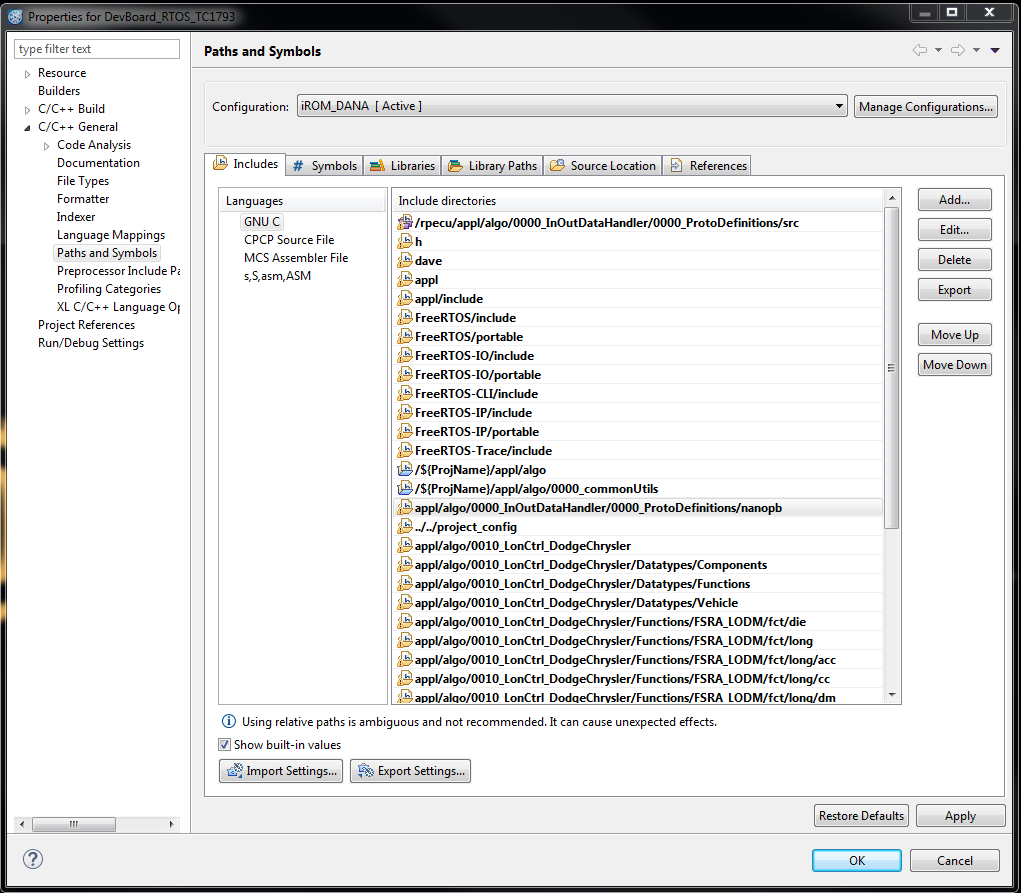 Properties for DevBoard_RTOS_TC1793
type filter text
Resource
Builders
C/C++ Build
C/C++ General
Code Analysis
Documentation
File Types
Formatter
Indexer
Language Mappings
Paths and Symbols
Preprocessor Include Pa
Profiling Categories
XL C/C++ Language Op
Project References
Run/Debug Settings
Paths and Symbols
Configuration: iROM_DANA [ Active ] Manage Configurations...
Includes # Symbols Libraries Library Paths Source Location References
Languages
GNU C
CPCP Source File
MCS Assembler File
s,S,asm,ASM
Include directories
/rpecu/appl/algo/0000_InOutDataHandler/0000_ProtoDefinitions/src
h
dave
appl
appl/include
FreeRTOS/include
FreeRTOS/portable
FreeRTOS-IO/include
FreeRTOS-IO/portable
FreeRTOS-CLI/include
FreeRTOS-IP/include
FreeRTOS-IP/portable
FreeRTOS-Trace/include
/${ProjName}/appl/algo
/${ProjName}/appl/algo/0000_commonUtils
appl/algo/0000_InOutDataHandler/0000_ProtoDefinitions/nanopb
../../project_config
appl/algo/0010_LonCtrl_DodgeChrysler
appl/algo/0010_LonCtrl_DodgeChrysler/Datatypes/Components
appl/algo/0010_LonCtrl_DodgeChrysler/Datatypes/Functions
appl/algo/0010_LonCtrl_DodgeChrysler/Datatypes/Vehicle
appl/algo/0010_LonCtrl_DodgeChrysler/Functions/FSRA_LODM/fct/die
appl/algo/0010_LonCtrl_DodgeChrysler/Functions/FSRA_LODM/fct/long
appl/algo/0010_LonCtrl_DodgeChrysler/Functions/FSRA_LODM/fct/long/acc
appl/algo/0010_LonCtrl_DodgeChrysler/Functions/FSRA_LODM/fct/long/cc
appl/algo/0010_LonCtrl_DodgeChrysler/Functions/FSRA_LODM/fct/long/dm
Add...
Edit...
Delete
Export
Move Up
Move Down
Using relative paths is ambiguous and not recommended. It can cause unexpected effects.
Show built-in values
Import Settings... Export Settings...
Restore Defaults Apply
OK Cancel